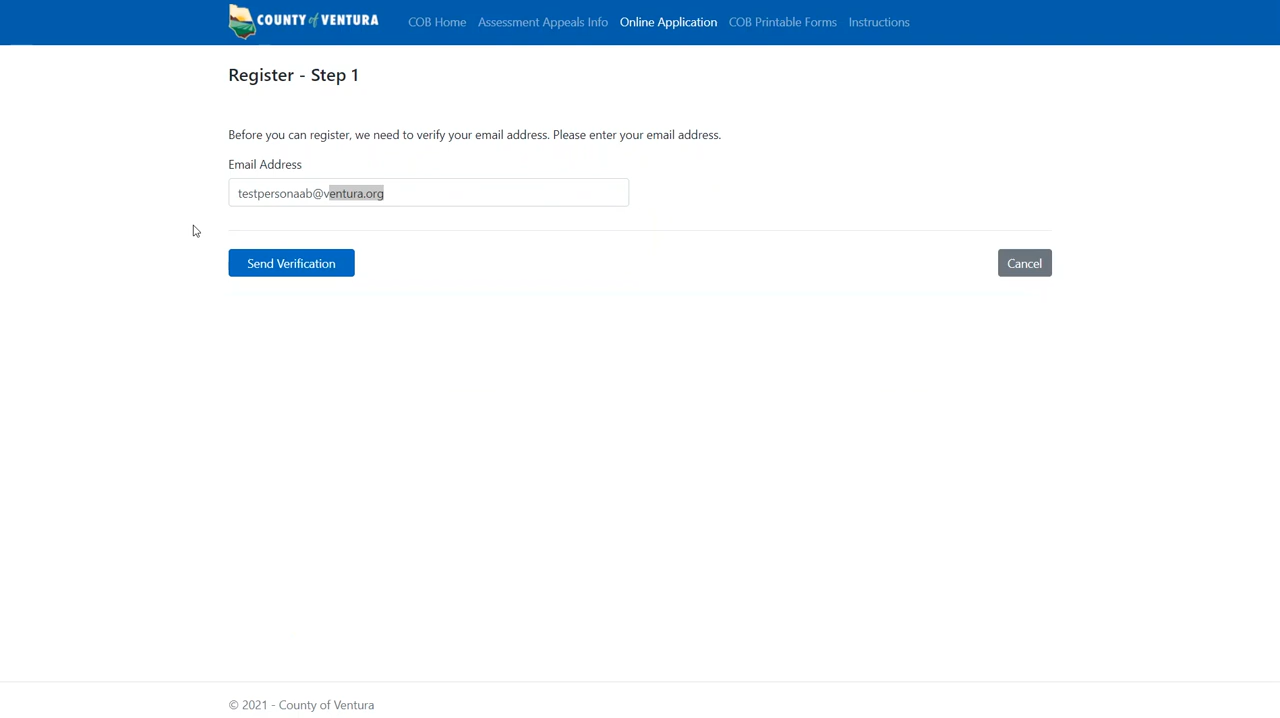 COUNTY of VENTURA
COB Home Assessment Appeals Info Online Application COB Printable Forms Instructions
Register - Step 1
Before you can register, we need to verify your email address. Please enter your email address.
Email Address
testpersonaab@ventura.org
Send Verification Cancel
© 2021 - County of Ventura